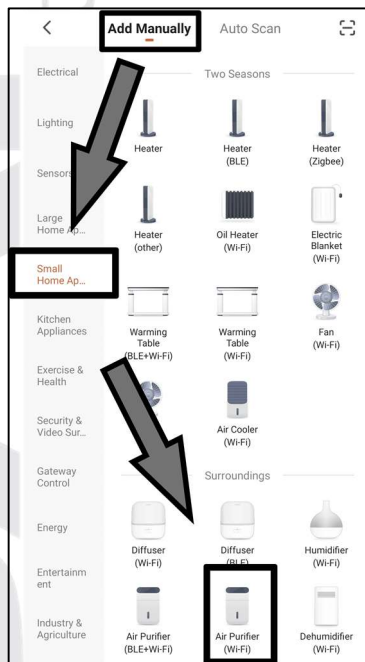 Add Manually
Auto Scan
Electrical
Lighting
Sensors
Large
Home Ap...
Small
Home Ap...
Kitchen
Appliances
Exercise &
Health
Security &
Video Sur...
Gateway
Control
Energy
Entertainm
ent
Industry &
Agriculture
Two Seasons
Heater
Heater
(BLE)
Heater
(Zigbee)
Heater
(other)
Oil Heater
(Wi-Fi)
Electric
Blanket
(Wi-Fi)
Warming
Table
(BLE+Wi-Fi)
Warming
Table
(Wi-Fi)
Fan
(Wi-Fi)
Air Cooler
(Wi-Fi)
Surroundings
Diffuser
(Wi-Fi)
Diffuser
(BLE)
Humidifier
(Wi-Fi)
Air Purifier
(BLE+Wi-Fi)
Air Purifier
(Wi-Fi)
Dehumidifier
(Wi-Fi)